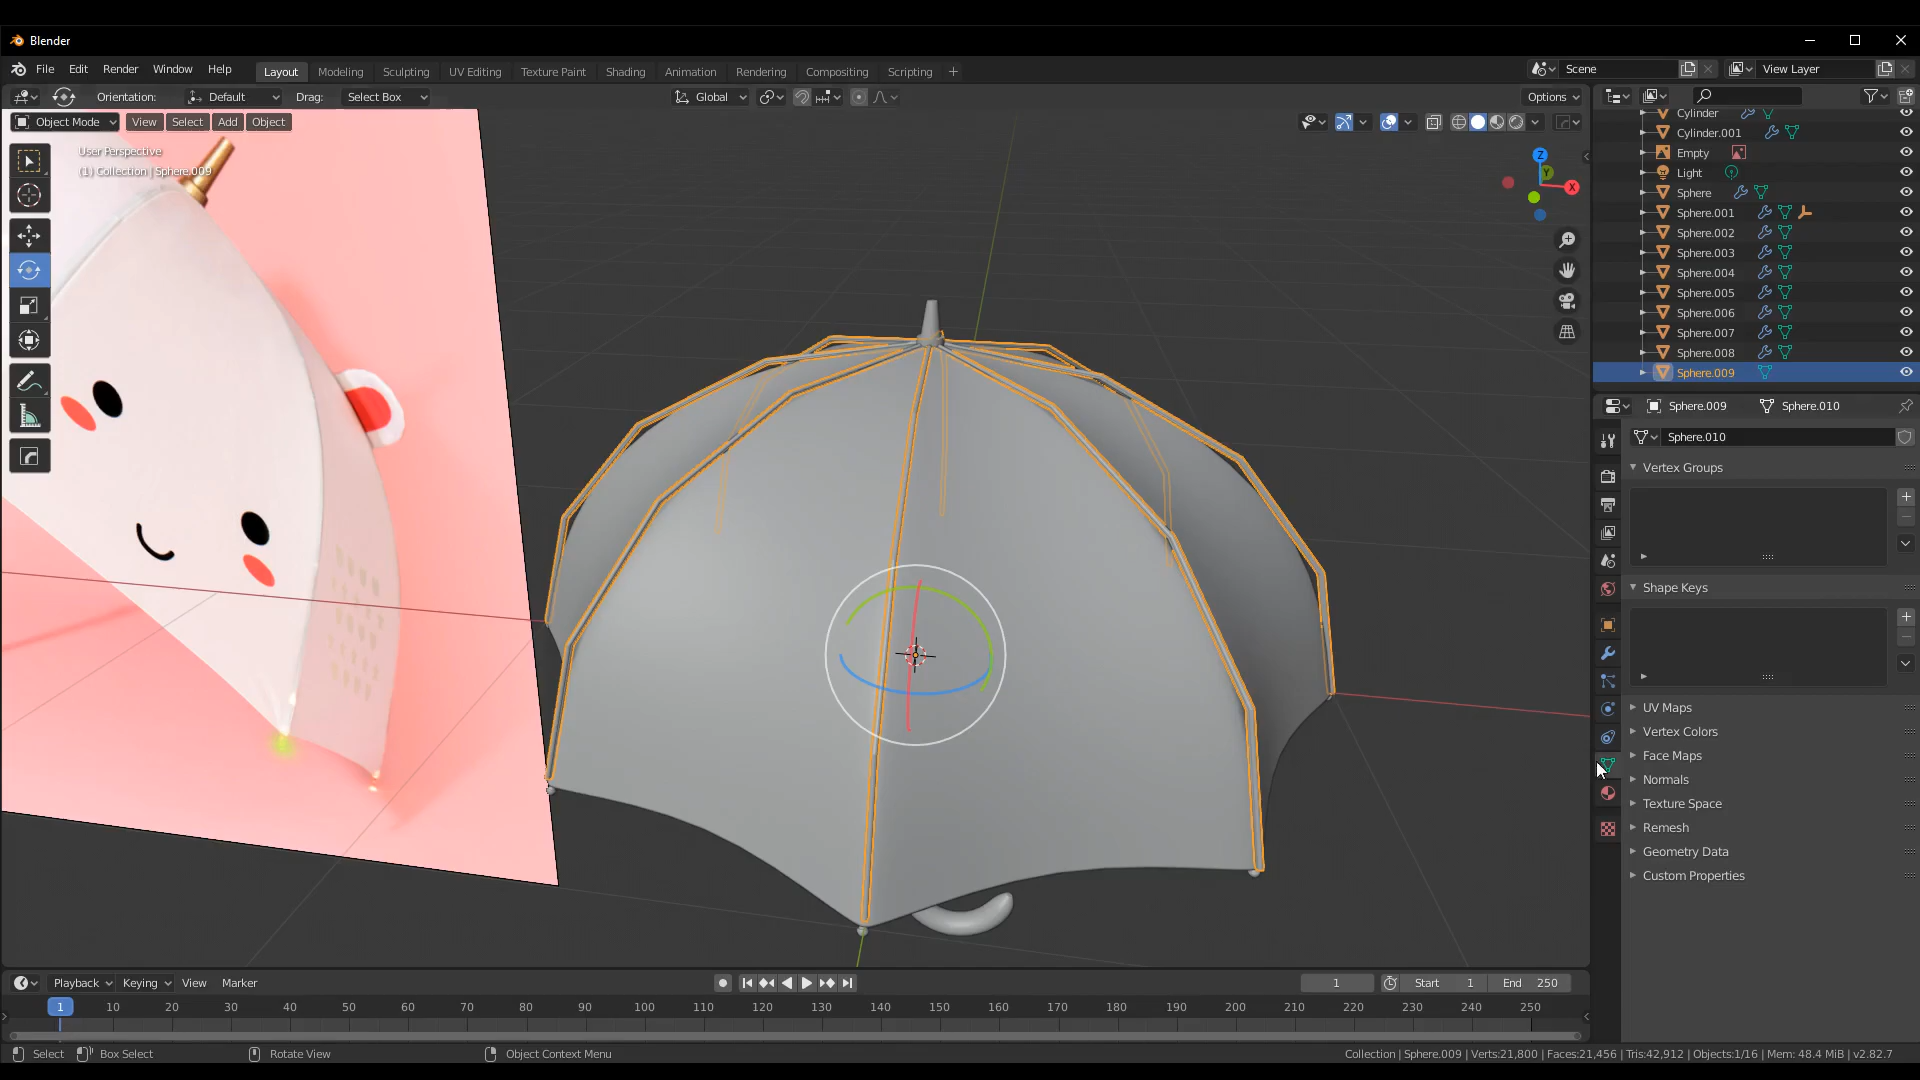 Blender
File Edit Render Window Help
Layout Modeling Sculpting UV Editing Texture Paint Shading Animation Rendering Compositing Scripting +
Scene
View Layer
Orientation: Default Drag: Select Box
Global
Options
Object Mode View Select Add Object
User Perspective
(1) Collection | Sphere.009
Z
Y
X
Cylinder
Cylinder.001
Empty
Light
Sphere
Sphere.001
Sphere.002
Sphere.003
Sphere.004
Sphere.005
Sphere.006
Sphere.007
Sphere.008
Sphere.009
Sphere.009 Sphere.010
Sphere.010
Vertex Groups
Shape Keys
UV Maps
Vertex Colors
Face Maps
Normals
Texture Space
Remesh
Geometry Data
Custom Properties
Playback Keying View Marker
1 Start 1 End 250
1 10 20 30 40 50 60 70 80 90 100 110 120 130 140 150 160 170 180 190 200 210 220 230 240 250
Select Box Select Rotate View Object Context Menu
Collection | Sphere.009 | Verts:21,800 | Faces:21,456 | Tris:42,912 | Objects:1/16 | Mem: 48.4 MiB | v2.82.7